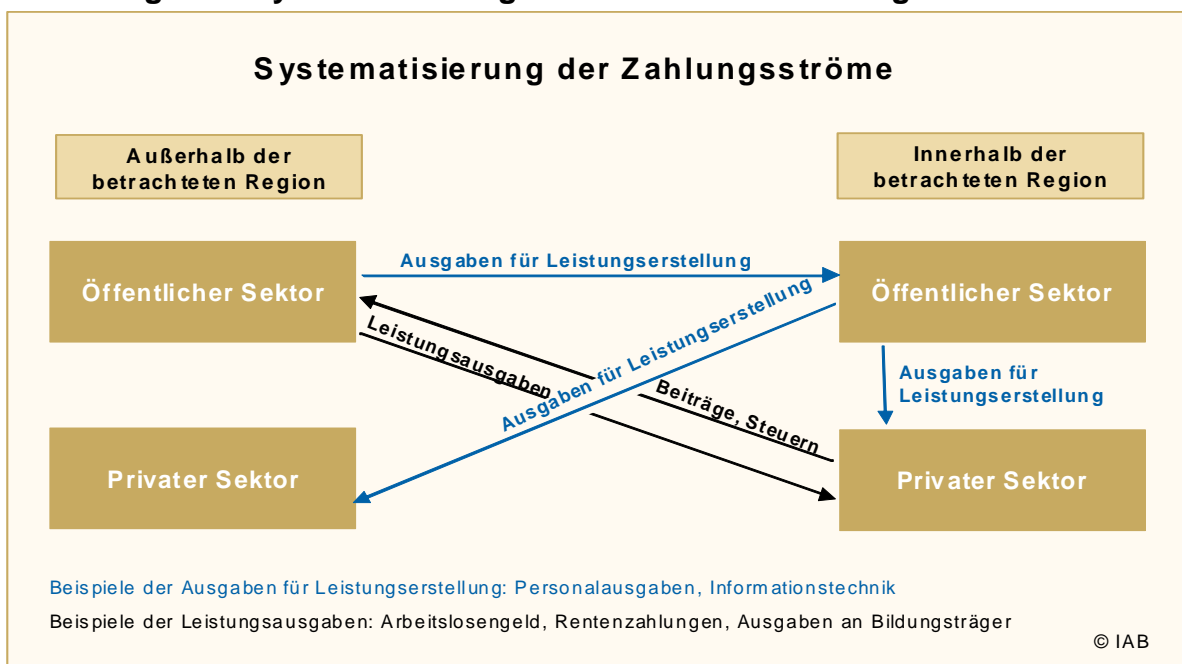 Systematisierung der Zahlungsströme
Außerhalb der
betrachteten Region
Innerhalb der
betrachteten Region
Öffentlicher Sektor
Ausgaben für Leistungserstellung
Öffentlicher Sektor
Leistungsausgaben
Ausgaben für Leistungserstellung
Beiträge, Steuern
Ausgaben für
Leistungserstellung
Privater Sektor
Privater Sektor
Beispiele der Ausgaben für Leistungserstellung: Personalausgaben, Informationstechnik
Beispiele der Leistungsausgaben: Arbeitslosengeld, Rentenzahlungen, Ausgaben an Bildungsträger
© IAB